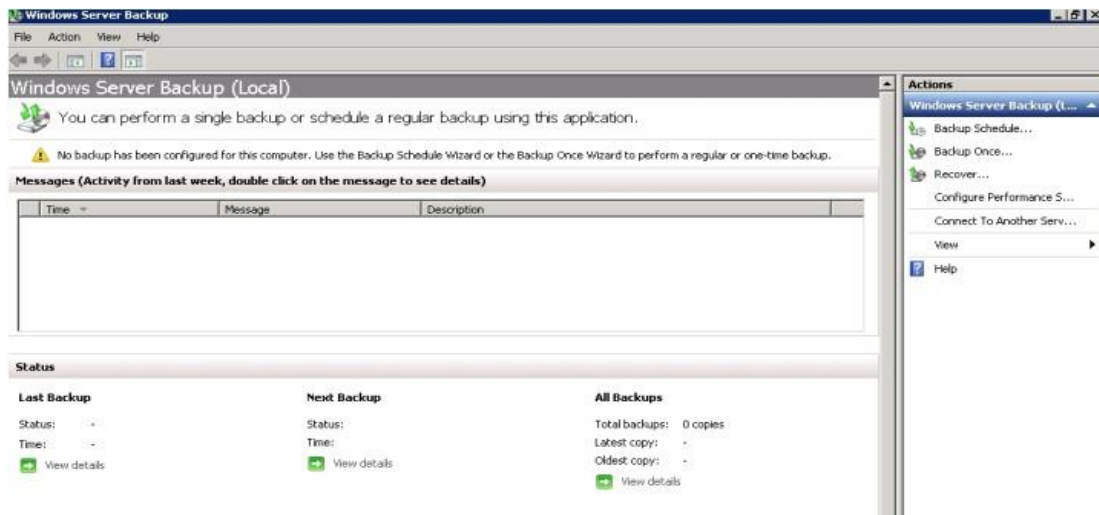 Windows Server Backup
File Action View Help
Windows Server Backup (Local)
You can perform a single backup or schedule a regular backup using this application.
No backup has been configured for this computer. Use the Backup Schedule Wizard or the Backup Once Wizard to perform a regular or one-time backup.
Messages (Activity from last week, double click on the message to see details)
Time Message Description
Status
Last Backup Next Backup All Backups
Status: - Status: Total backups: 0 copies
Time: - Time: Latest copy: -
Oldest copy: -
View details View details
View details
Actions
Windows Server Backup (L...
Backup Schedule...
Backup Once...
Recover...
Configure Performance S...
Connect To Another Serv...
View
Help